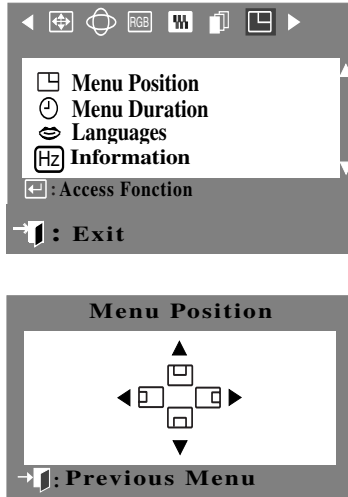 RGB
Menu Position
Menu Duration
Languages
Hz Information
: Access Fonction
: Exit
Menu Position
: Previous Menu